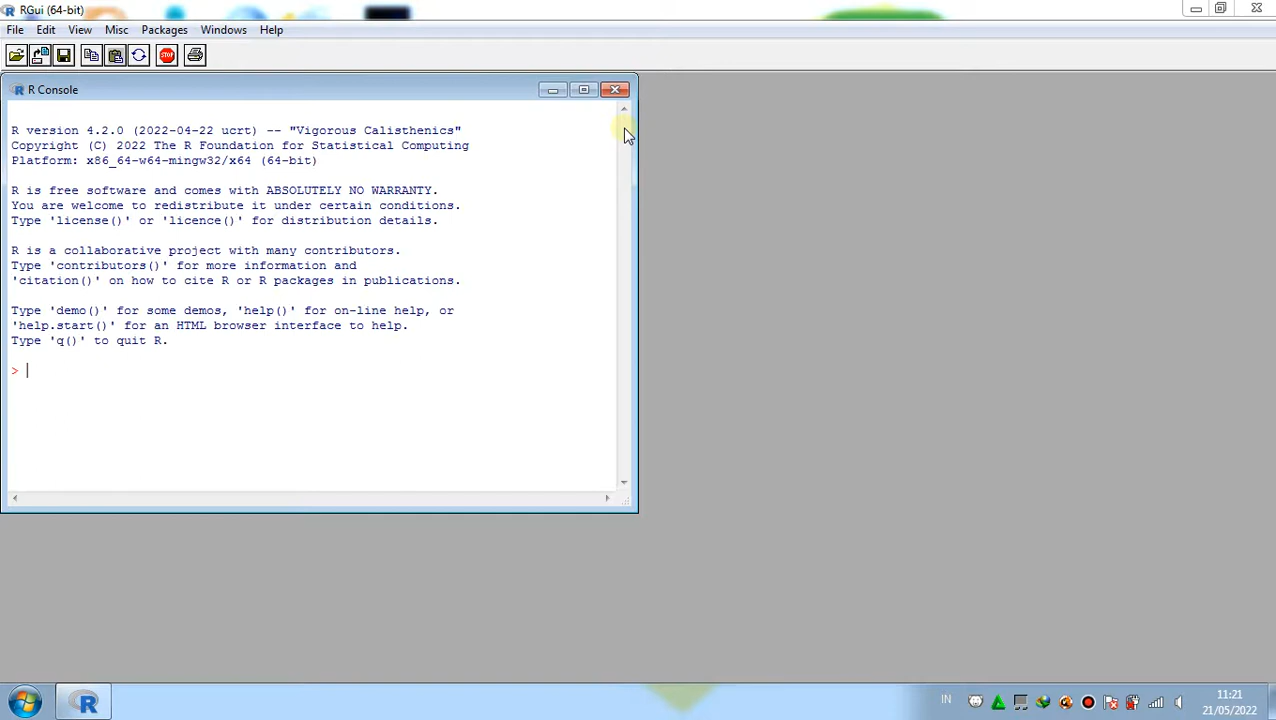 RGui (64-bit)
File Edit View Misc Packages Windows Help
STOP
R Console
R version 4.2.0 (2022-04-22 ucrt) -- "Vigorous Calisthenics"
Copyright (C) 2022 The R Foundation for Statistical Computing
Platform: x86_64-w64-mingw32/x64 (64-bit)
R is free software and comes with ABSOLUTELY NO WARRANTY.
You are welcome to redistribute it under certain conditions.
Type 'license()' or 'licence()' for distribution details.
R is a collaborative project with many contributors.
Type 'contributors()' for more information and
'citation()' on how to cite R or R packages in publications.
Type 'demo()' for some demos, 'help()' for on-line help, or
'help.start()' for an HTML browser interface to help.
Type 'q()' to quit R.
>
R
IN
11:21
21/05/2022